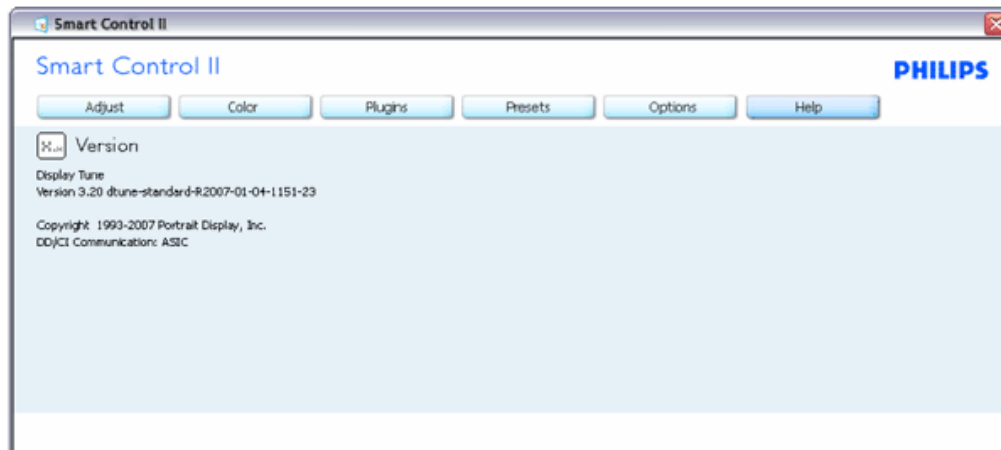 Smart Control II
Smart Control II
PHILIPS
Adjust Color Plugins Presets Options Help
Version
Display Tune
Version 3.20 dtune-standard-R2007-01-04-1151-23
Copyright 1993-2007 Portrait Display, Inc.
DD/CI Communication: ASIC